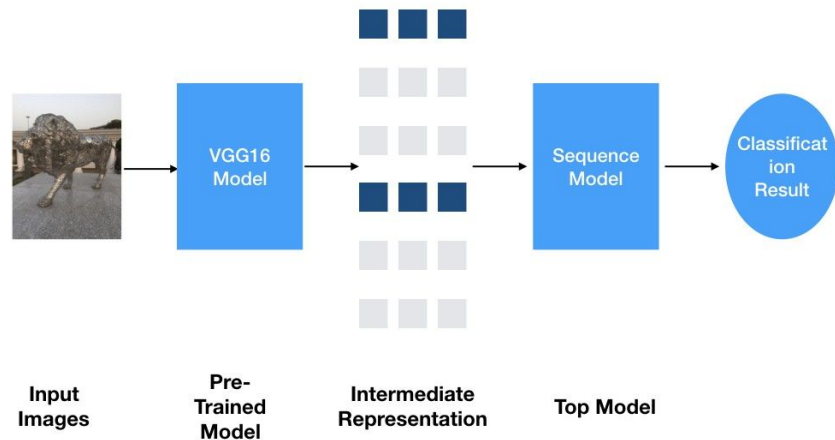 VGG16
Model
Sequence
Model
Classificat
ion
Result
Input
Images
Pre-
Trained
Model
Intermediate
Representation
Top Model